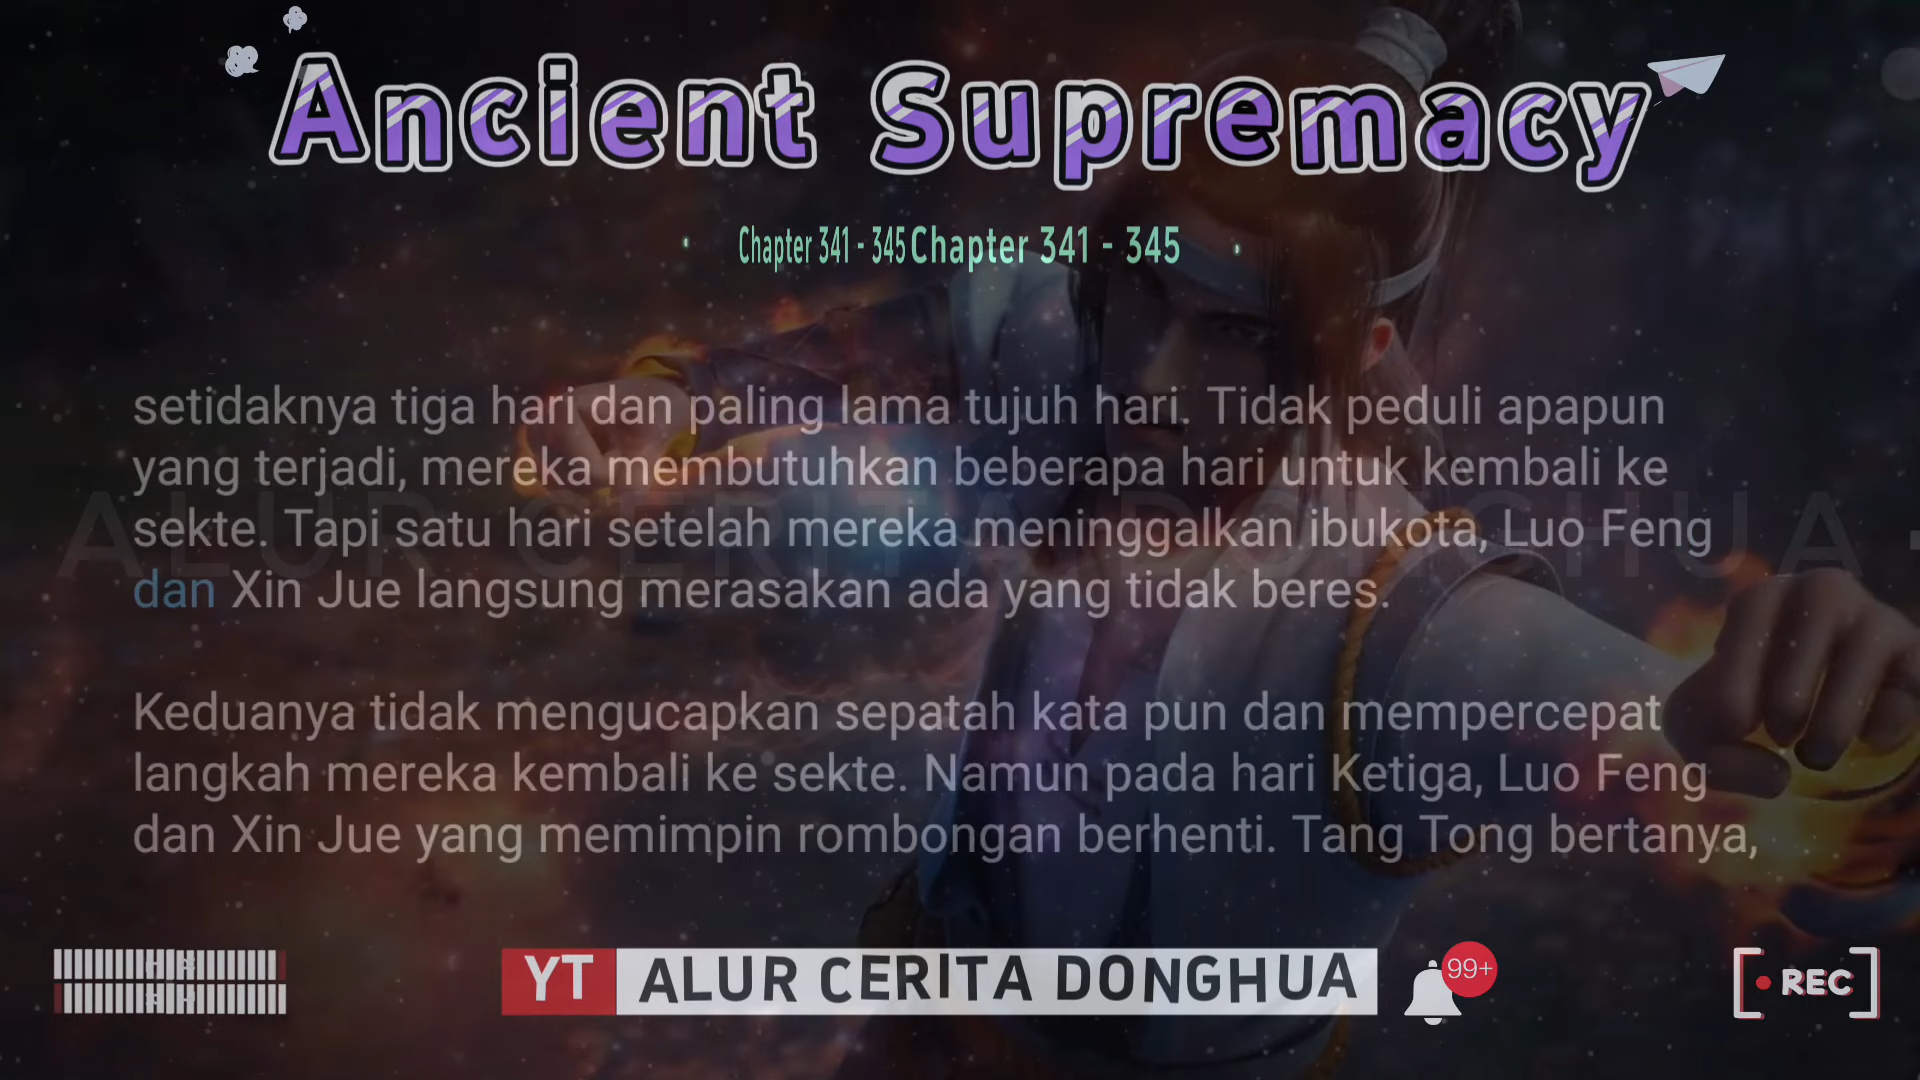 Ancient Supremacy
Chapter 341 - 345 Chapter 341 - 345
setidaknya tiga hari dan paling lama tujuh hari. Tidak peduli apapun
yang terjadi, mereka membutuhkan beberapa hari untuk kembali ke
ALUR CERITA DONGHUA
sekte. Tapi satu hari setelah mereka meninggalkan ibukota, Luo Feng
dan Xin Jue langsung merasakan ada yang tidak beres.
Keduanya tidak mengucapkan sepatah kata pun dan mempercepat
langkah mereka kembali ke sekte. Namun pada hari Ketiga, Luo Feng
dan Xin Jue yang memimpin rombongan berhenti. Tang Tong bertanya,
YT ALUR CERITA DONGHUA
99+
REC